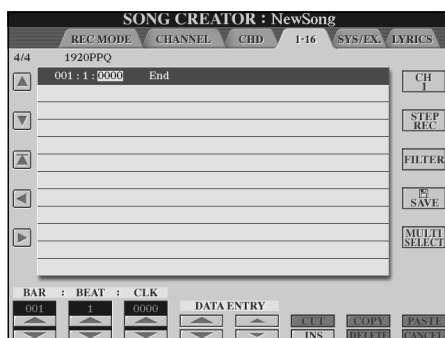 SONG CREATOR : NewSong
REC MODE CHANNEL CHD 1-16 SYS/EX. LYRICS
4/4 1920PPQ
001 : 1 : 0000 End
CH
1
STEP
REC
FILTER
SAVE
MULTI
SELECT
BAR : BEAT : CLK
001 1 0000
DATA ENTRY
CUT COPY PASTE
INS DELETE CANCEL